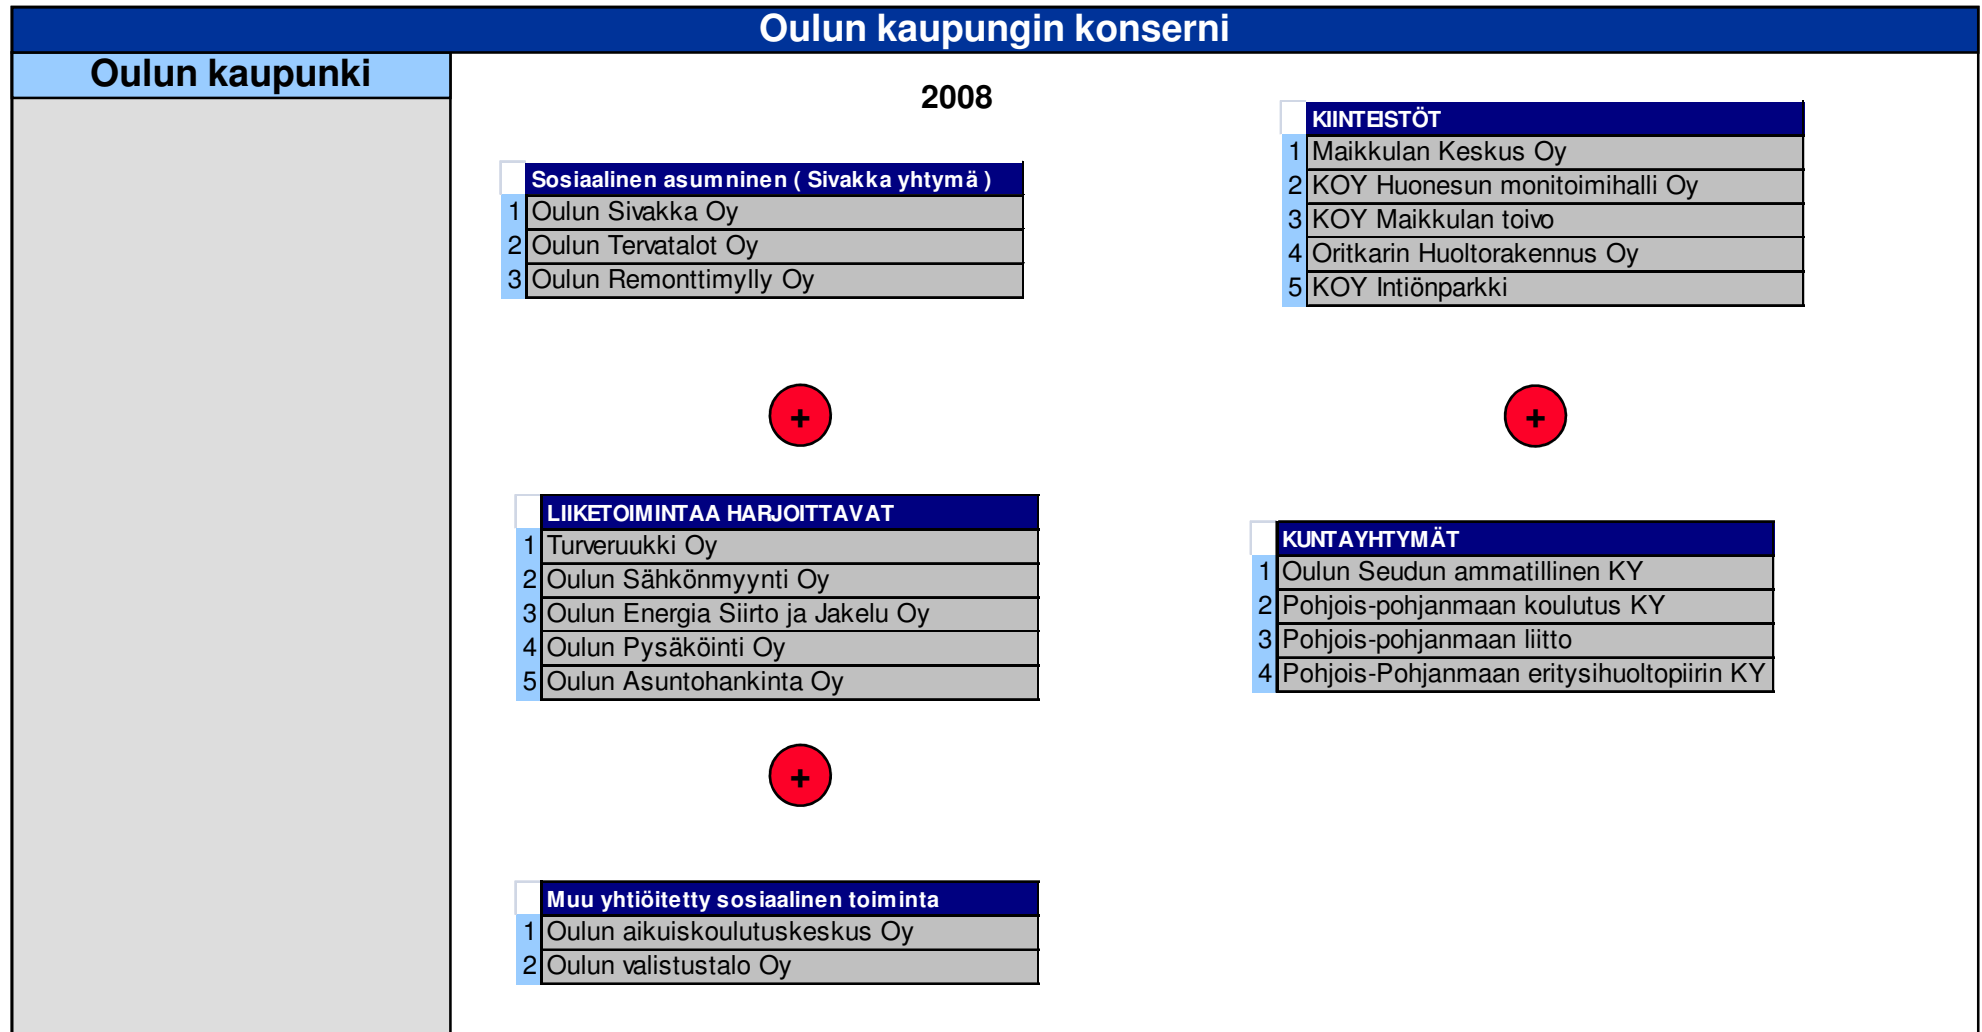 Oulun kaupungin konserni
Oulun kaupunki
2008
Sosiaalinen asuminen ( Sivakka yhtymä )
1 Oulun Sivakka Oy
2 Oulun Tervatalot Oy
3 Oulun Remonttimylly Oy
+
LIIKETOIMINTAA HARJOITTAVAT
1 Turveruukki Oy
2 Oulun Sähkönmyynti Oy
3 Oulun Energia Siirto ja Jakelu Oy
4 Oulun Pysäköinti Oy
5 Oulun Asuntohankinta Oy
+
Muu yhtiöitetty sosiaalinen toiminta
1 Oulun aikuiskoulutuskeskus Oy
2 Oulun valistustalo Oy
KIINTEISTÖT
1 Maikkulan Keskus Oy
2 KOY Huonesun monitoimihalli Oy
3 KOY Maikkulan toivo
4 Oritkarin Huoltorakennus Oy
5 KOY Intiönparkki
+
KUNTAYHTYMÄT
1 Oulun Seudun ammatillinen KY
2 Pohjois-pohjanmaan koulutus KY
3 Pohjois-pohjanmaan liitto
4 Pohjois-Pohjanmaan eritysihuoltopiirin KY